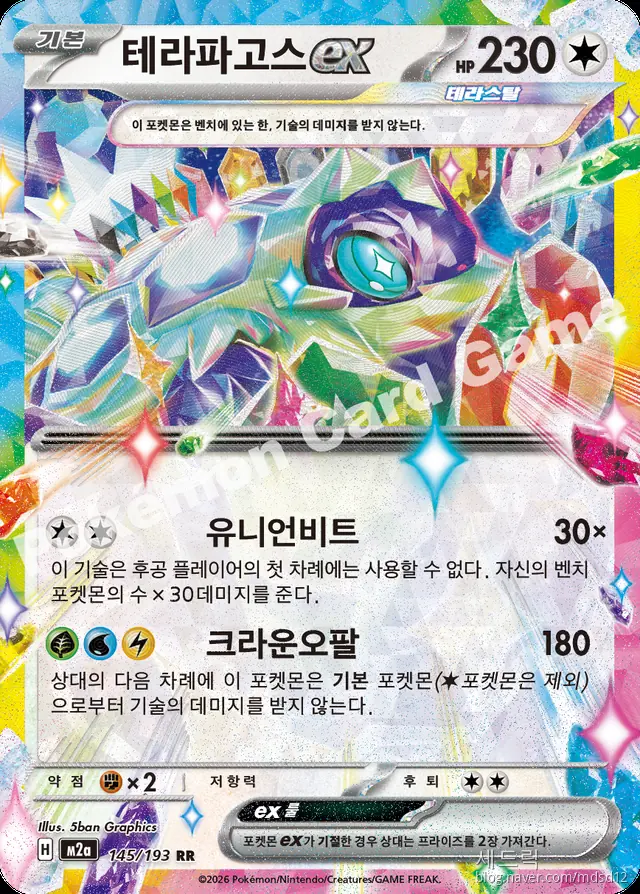 기본 테라파고스ex HP 230
테라스탈
이 포켓몬은 벤치에 있는 한, 기술의 데미지를 받지 않는다.
Pokémon Card Game
유니언비트 30×
이 기술은 후공 플레이어의 첫 차례에는 사용할 수 없다. 자신의 벤치
포켓몬의 수 × 30데미지를 준다.
크라운오팔 180
상대의 다음 차례에 이 포켓몬은 기본 포켓몬(포켓몬은 제외)
으로부터 기술의 데미지를 받지 않는다.
약점 ×2 저항력 후퇴
Illus. 5ban Graphics
ex 룰
포켓몬 ex가 기절한 경우 상대는 프라이즈를 2장 가져간다.
H m2a 145/193 RR
©2026 Pokémon/Nintendo/Creatures/GAME FREAK.
세드릭
blog.naver.com/mdsd12